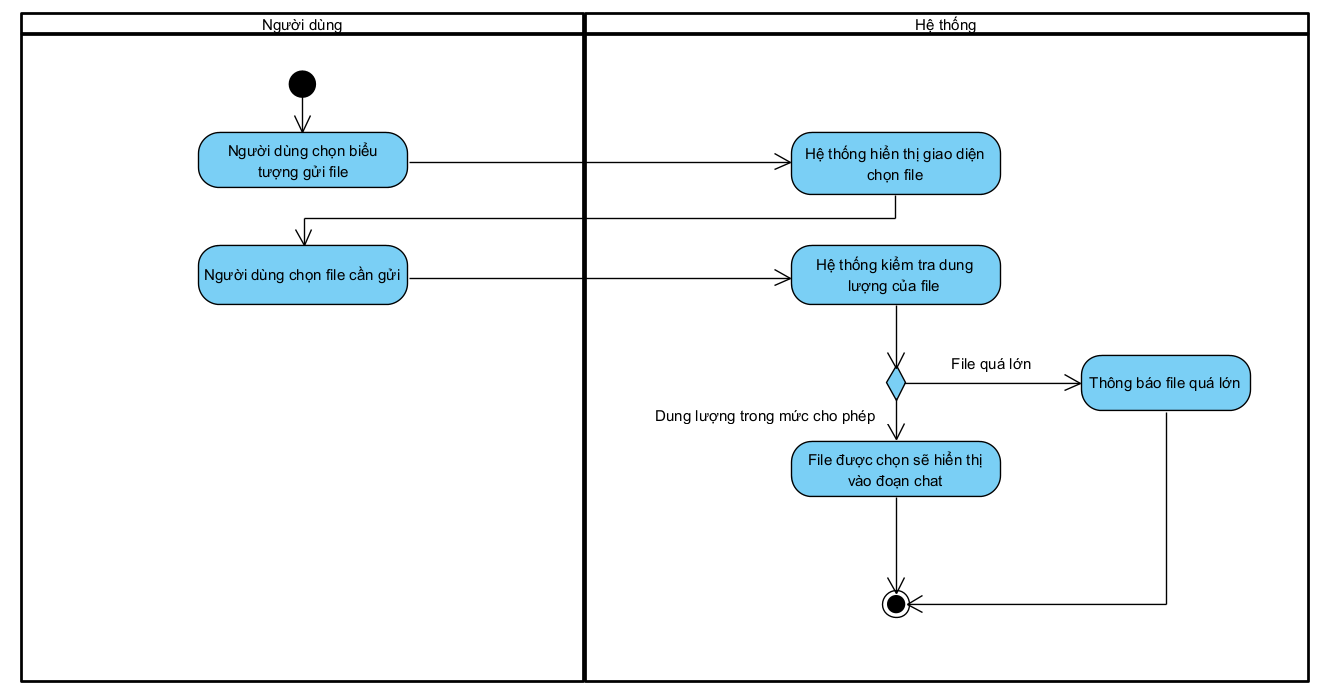 Người dùng
Hệ thống
Người dùng chọn biểu
tượng gửi file
Hệ thống hiển thị giao diện
chọn file
Người dùng chọn file cần gửi
Hệ thống kiểm tra dung
lượng của file
File quá lớn
Thông báo file quá lớn
Dung lượng trong mức cho phép
File được chọn sẽ hiển thị
vào đoạn chat